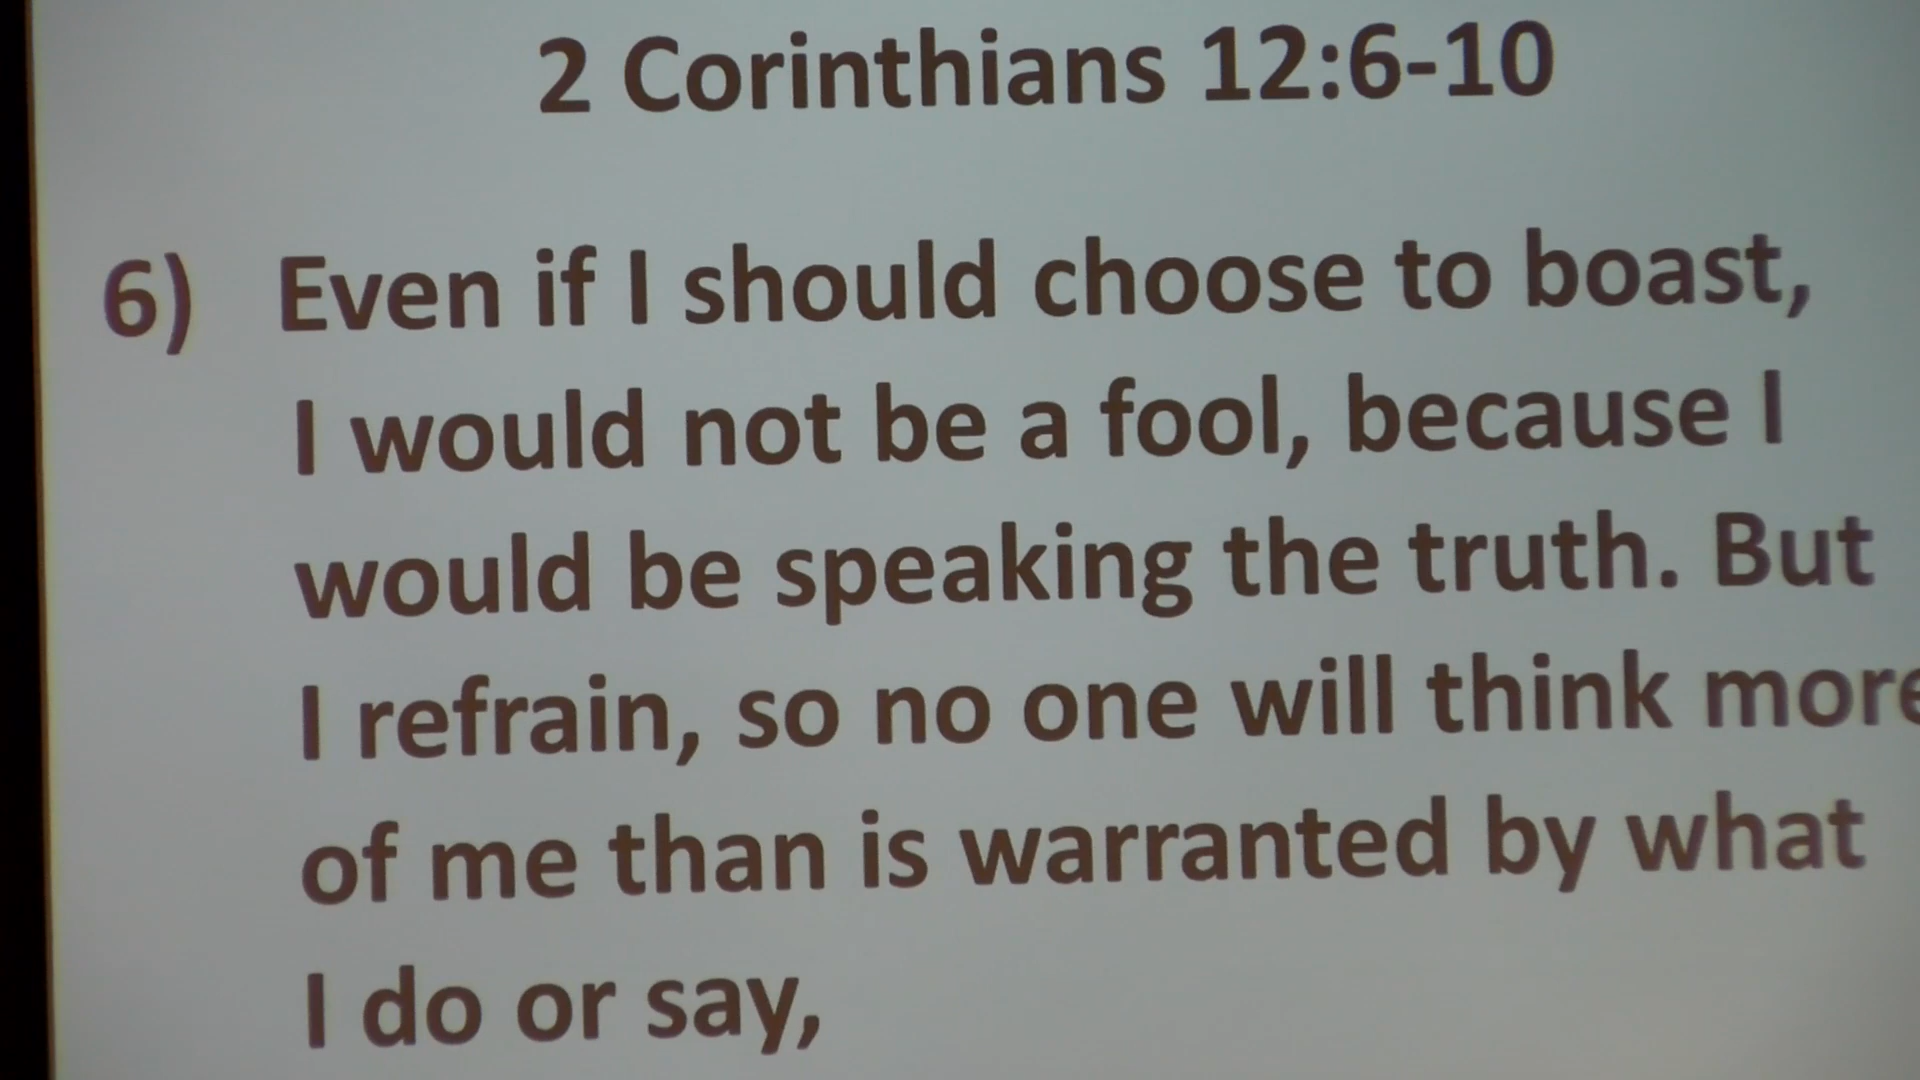 2 Corinthians 12:6-10
6) Even if I should choose to boast,
I would not be a fool, because I
would be speaking the truth. But
I refrain, so no one will think more
of me than is warranted by what
I do or say,